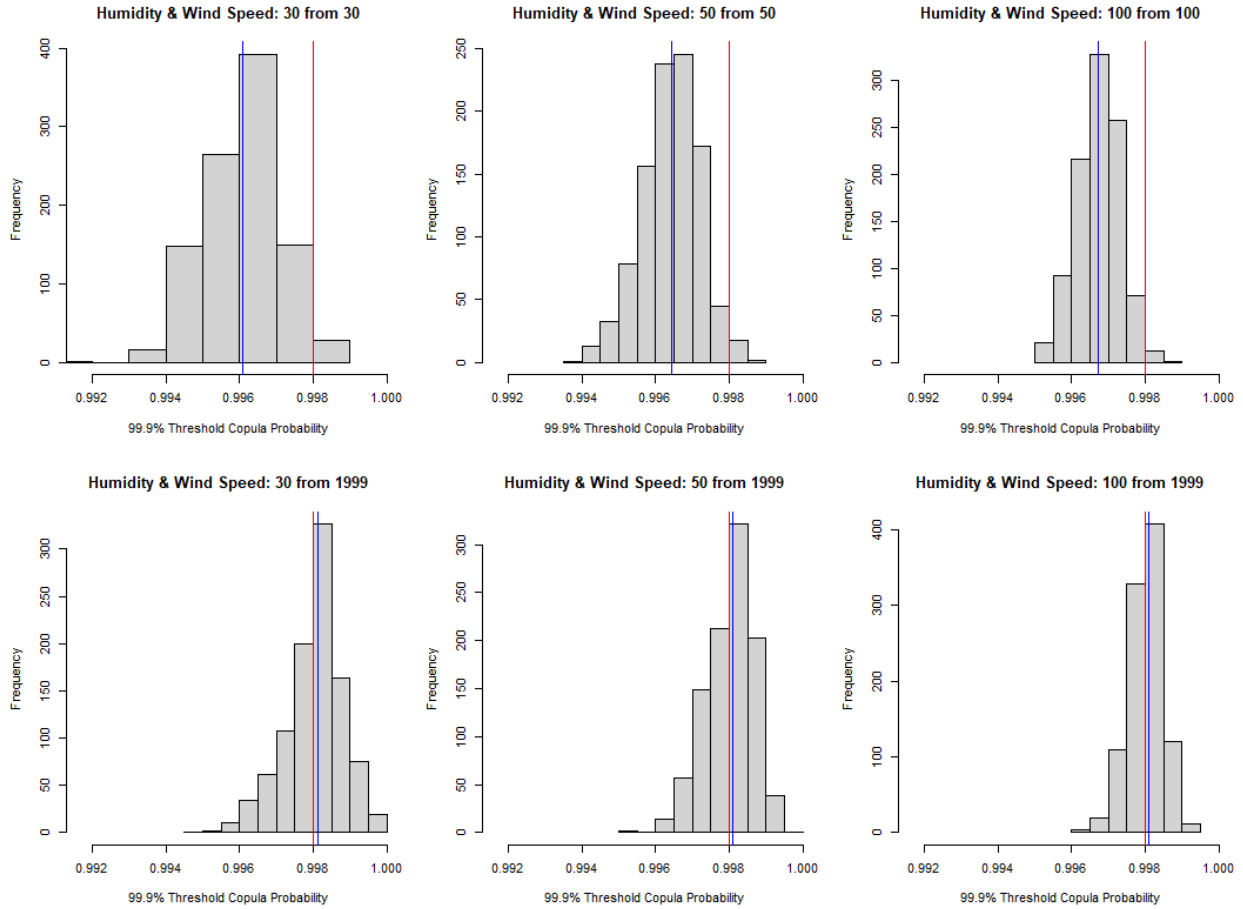 Humidity & Wind Speed: 30 from 30
Frequency
0 100 200 300 400
0.992 0.994 0.996 0.998 1.000
99.9% Threshold Copula Probability
Humidity & Wind Speed: 50 from 50
Frequency
0 50 100 150 200 250
0.992 0.994 0.996 0.998 1.000
99.9% Threshold Copula Probability
Humidity & Wind Speed: 100 from 100
Frequency
0 50 100 150 200 250 300
0.992 0.994 0.996 0.998 1.000
99.9% Threshold Copula Probability
Humidity & Wind Speed: 30 from 1999
Frequency
0 50 100 150 200 250 300
0.992 0.994 0.996 0.998 1.000
99.9% Threshold Copula Probability
Humidity & Wind Speed: 50 from 1999
Frequency
0 50 100 150 200 250 300
0.992 0.994 0.996 0.998 1.000
99.9% Threshold Copula Probability
Humidity & Wind Speed: 100 from 1999
Frequency
0 100 200 300 400
0.992 0.994 0.996 0.998 1.000
99.9% Threshold Copula Probability